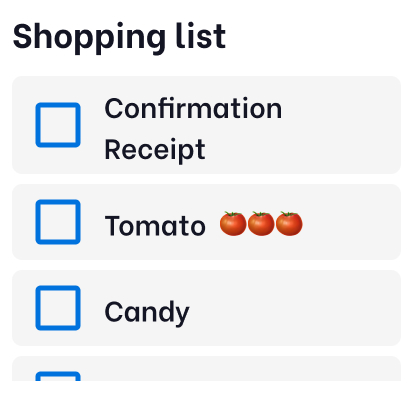 Shopping list
Confirmation
Receipt
Tomato 🍅🍅🍅
Candy